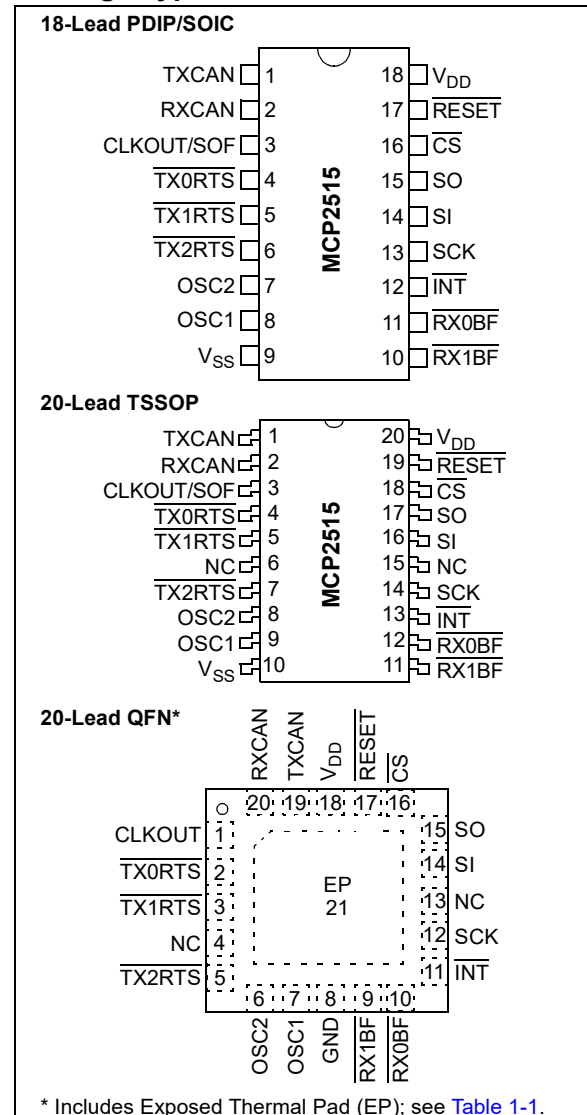 18-Lead PDIP/SOIC
TXCAN 1 18 VDD
RXCAN 2 17 RESET
CLKOUT/SOF 3 16 CS
TX0RTS 4 15 SO
TX1RTS 5 14 SI
TX2RTS 6 13 SCK
OSC2 7 12 INT
OSC1 8 11 RX0BF
VSS 9 10 RX1BF
MCP2515
20-Lead TSSOP
TXCAN 1 20 VDD
RXCAN 2 19 RESET
CLKOUT/SOF 3 18 CS
TX0RTS 4 17 SO
TX1RTS 5 16 SI
NC 6 15 NC
TX2RTS 7 14 SCK
OSC2 8 13 INT
OSC1 9 12 RX0BF
VSS 10 11 RX1BF
MCP2515
20-Lead QFN*
RXCAN TXCAN VDD RESET CS
20 19 18 17 16
CLKOUT 1 15 SO
TX0RTS 2 14 SI
TX1RTS 3 13 NC
NC 4 12 SCK
TX2RTS 5 11 INT
EP
21
6 7 8 9 10
OSC2 OSC1 GND RX1BF RX0BF
* Includes Exposed Thermal Pad (EP); see Table 1-1.